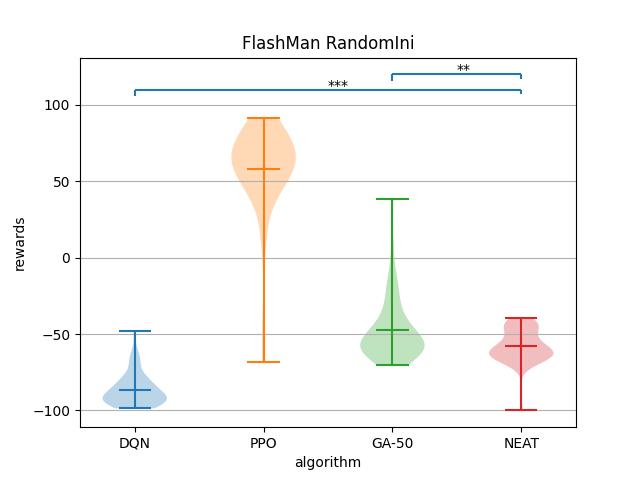 FlashMan RandomIni
**
***
100
50
0
−50
−100
rewards
DQN PPO GA-50 NEAT
algorithm